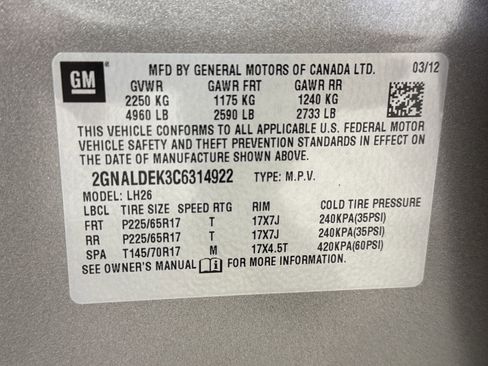 GM
MFD BY GENERAL MOTORS OF CANADA LTD. 03/12
GVWR GAWR FRT GAWR RR
2250 KG 1175 KG 1240 KG
4960 LB 2590 LB 2733 LB
THIS VEHICLE CONFORMS TO ALL APPLICABLE U.S. FEDERAL MOTOR
VEHICLE SAFETY AND THEFT PREVENTION STANDARDS IN EFFECT ON
THE DATE OF MANUFACTURE SHOWN ABOVE.
2GNALDEK3C6314922 TYPE: M.P.V.
MODEL: LH26
LBCL TIRE SIZE SPEED RTG RIM COLD TIRE PRESSURE
FRT P225/65R17 T 17X7J 240KPA(35PSI)
RR P225/65R17 T 17X7J 240KPA(35PSI)
SPA T145/70R17 M 17X4.5T 420KPA(60PSI)
SEE OWNER'S MANUAL FOR MORE INFORMATION.